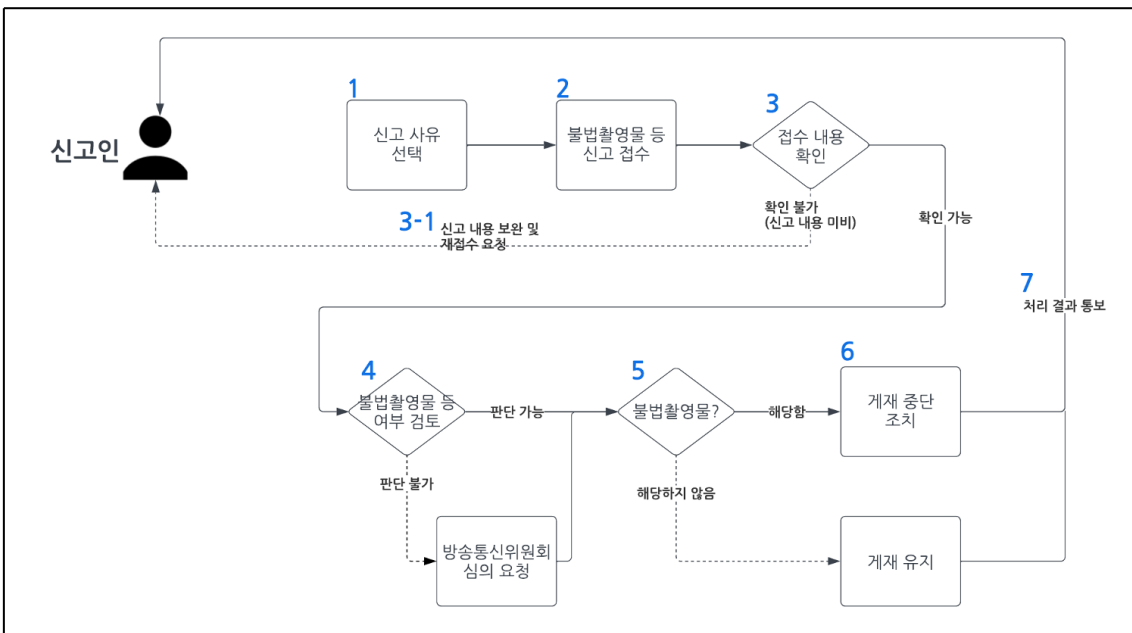 신고인
1
신고 사유
선택
2
불법촬영물 등
신고 접수
3
접수 내용
확인
확인 불가
(신고 내용 미비)
확인 가능
3-1 신고 내용 보완 및
재접수 요청
7
처리 결과 통보
4
불법촬영물 등
여부 검토
판단 가능
판단 불가
방송통신위원회
심의 요청
5
불법촬영물?
해당함
해당하지 않음
6
게재 중단
조치
게재 유지